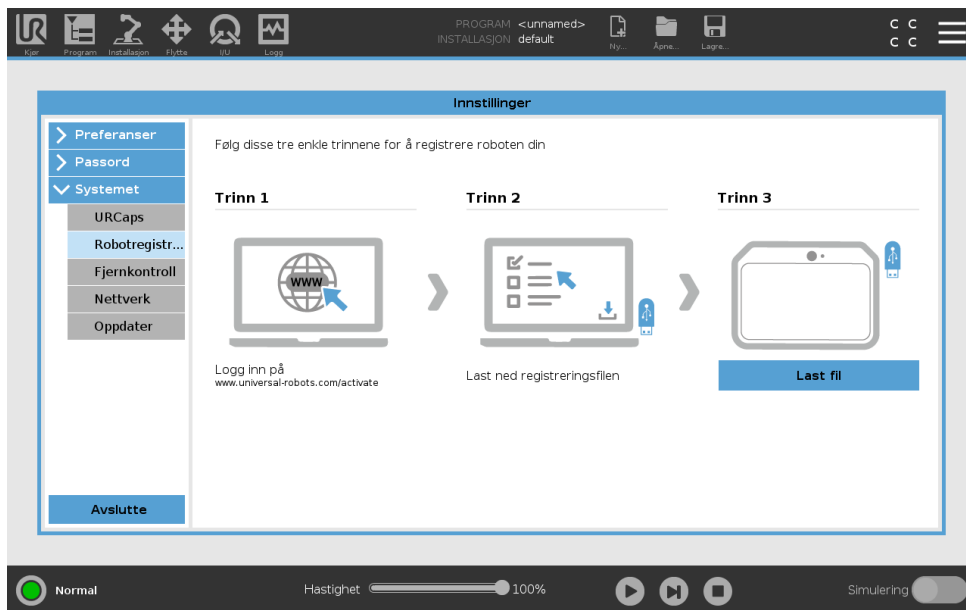 PROGRAM <unnamed>
INSTALLASJON default
Kjør Program Installasjon Flytte I/U Logg Ny... Åpne... Lagre...
C C
C C
Innstillinger
Preferanser
Passord
Systemet
URCaps
Robotregistr...
Fjernkontroll
Nettverk
Oppdater
Avslutte
Følg disse tre enkle trinnene for å registrere roboten din
Trinn 1
www
Logg inn på
www.universal-robots.com/activate
Trinn 2
Last ned registreringsfilen
Trinn 3
Last fil
Normal Hastighet 100% Simulering